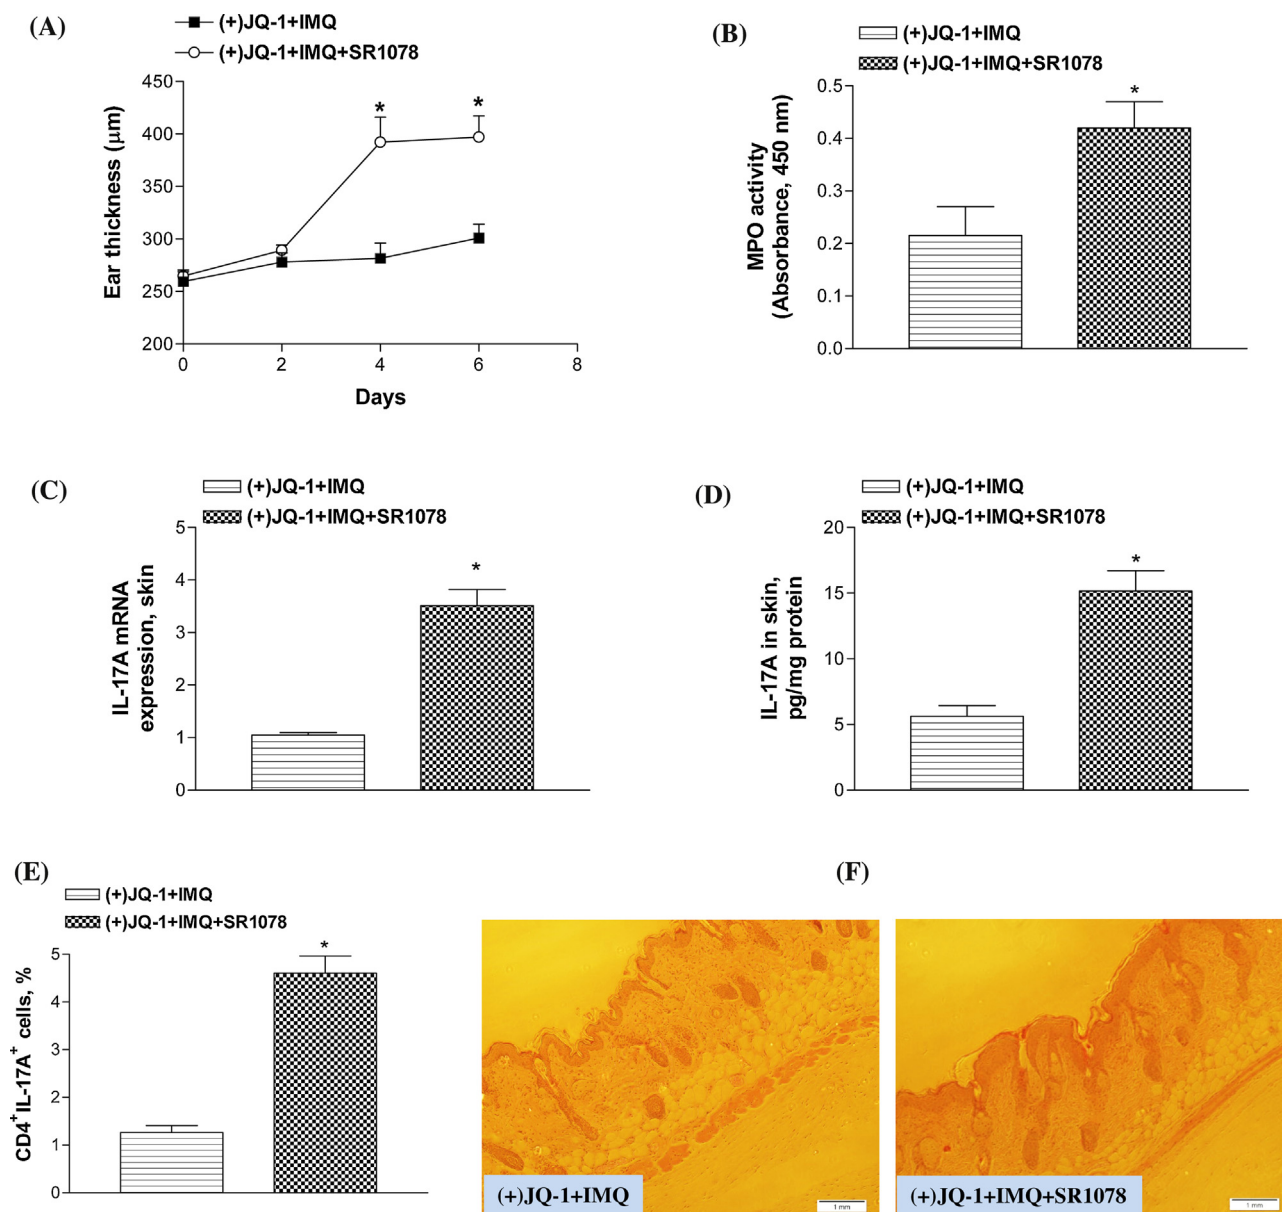 (A)
(+)JQ-1+IMQ
(+)JQ-1+IMQ+SR1078
Ear thickness (µm)
450
400
350
300
250
200
* *
0 2 4 6 8
Days
(B)
(+)JQ-1+IMQ
(+)JQ-1+IMQ+SR1078
MPO activity
(Absorbance, 450 nm)
0.5
0.4
0.3
0.2
0.1
0.0
*
(C)
(+)JQ-1+IMQ
(+)JQ-1+IMQ+SR1078
IL-17A mRNA
expression, skin
5
4
3
2
1
0
*
(D)
(+)JQ-1+IMQ
(+)JQ-1+IMQ+SR1078
IL-17A in skin,
pg/mg protein
20
15
10
5
0
*
(E)
(+)JQ-1+IMQ
(+)JQ-1+IMQ+SR1078
CD4⁺IL-17A⁺ cells, %
5
4
3
2
1
0
*
(F)
(+)JQ-1+IMQ
1 mm
(+)JQ-1+IMQ+SR1078
1 mm